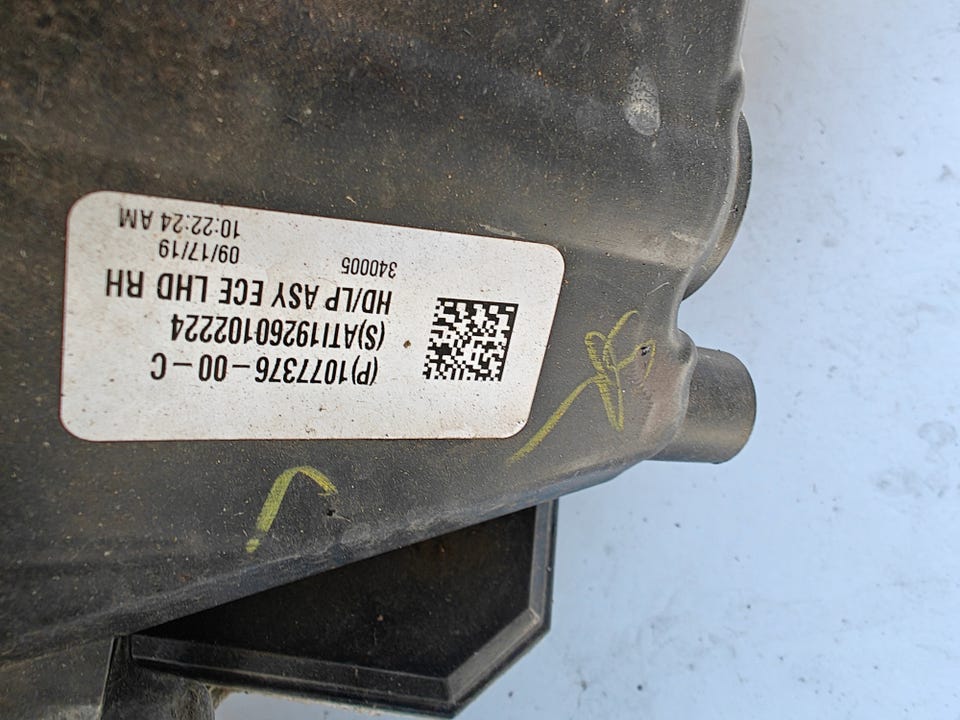 (P)1077376-00-C
(S)ATI19260102224
HD/LP ASY ECE LHD RH
340005 09/17/19
10:22:24 AM